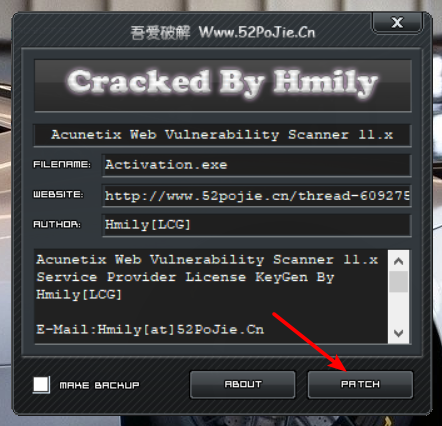 吾爱破解 Www.52PoJie.Cn
X
Cracked By Hmily
Acunetix Web Vulnerability Scanner 11.x
FILENAME: Activation.exe
WEBSITE: http://www.52pojie.cn/thread-609275
AUTHOR: Hmily[LCG]
Acunetix Web Vulnerability Scanner 11.x
Service Provider License KeyGen By
Hmily[LCG]
E-Mail:Hmily[at]52PoJie.Cn
MAKE BACKUP
ABOUT
PATCH